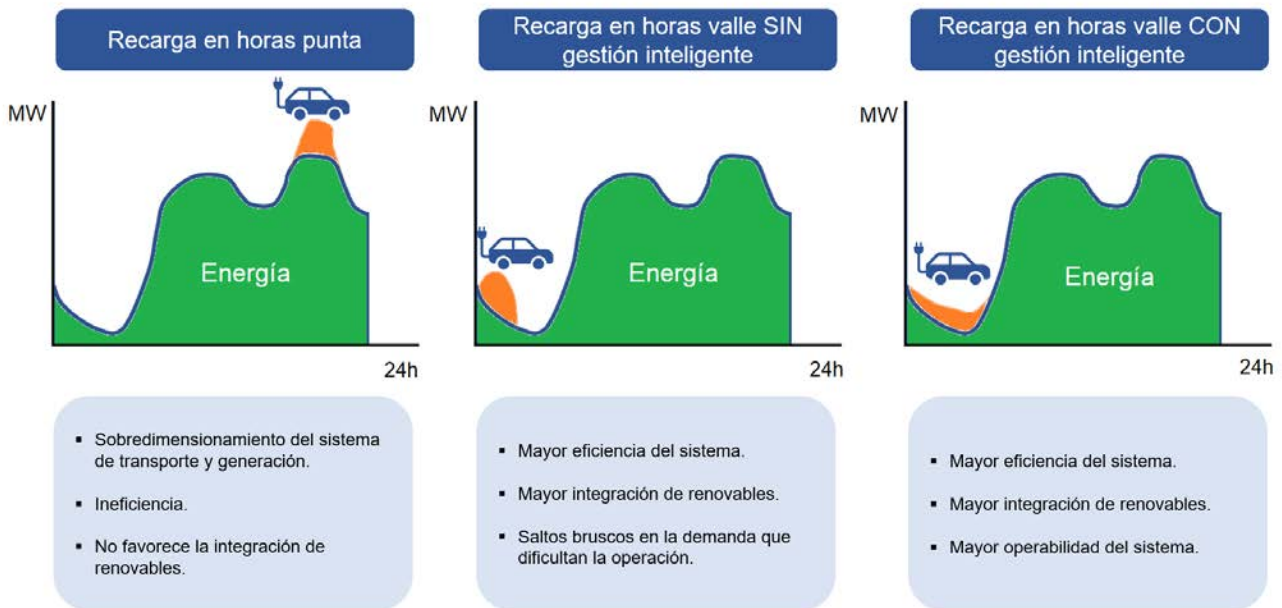 Recarga en horas punta
MW
Energía
24h
▪ Sobredimensionamiento del sistema
de transporte y generación.
▪ Ineficiencia.
▪ No favorece la integración de
renovables.
Recarga en horas valle SIN
gestión inteligente
MW
Energía
24h
▪ Mayor eficiencia del sistema.
▪ Mayor integración de renovables.
▪ Saltos bruscos en la demanda que
dificultan la operación.
Recarga en horas valle CON
gestión inteligente
MW
Energía
24h
▪ Mayor eficiencia del sistema.
▪ Mayor integración de renovables.
▪ Mayor operabilidad del sistema.